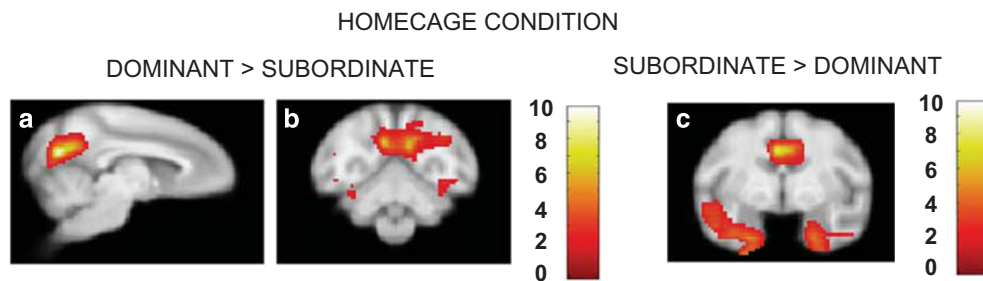 HOMECAGE CONDITION
DOMINANT > SUBORDINATE
SUBORDINATE > DOMINANT
a
b
10
8
6
4
2
0
c
10
8
6
4
2
0